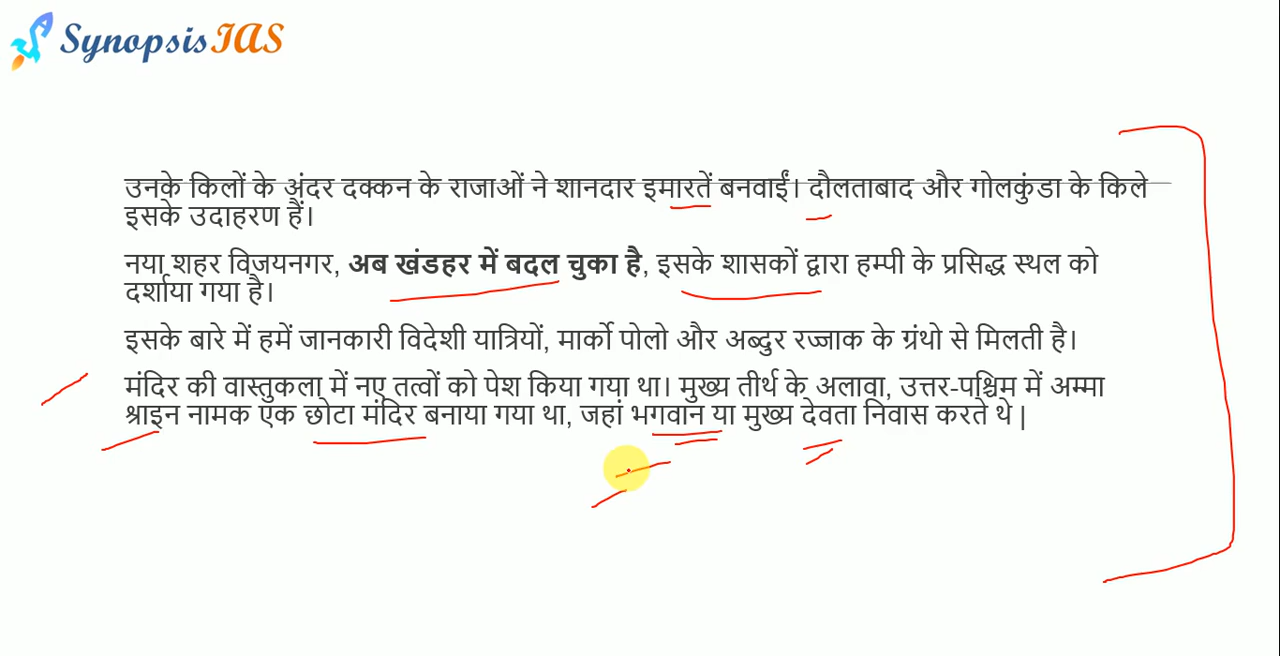 SynopsisIAS
उनके किलों के अंदर दक्कन के राजाओं ने शानदार इमारतें बनवाईं। दौलताबाद और गोलकुंडा के किले
इसके उदाहरण हैं।
नया शहर विजयनगर, अब खंडहर में बदल चुका है, इसके शासकों द्वारा हम्पी के प्रसिद्ध स्थल को
दर्शाया गया है।
इसके बारे में हमें जानकारी विदेशी यात्रियों, मार्को पोलो और अब्दुर रज्जाक के ग्रंथो से मिलती है।
मंदिर की वास्तुकला में नए तत्वों को पेश किया गया था। मुख्य तीर्थ के अलावा, उत्तर-पश्चिम में अम्मा
श्राइन नामक एक छोटा मंदिर बनाया गया था, जहां भगवान या मुख्य देवता निवास करते थे |